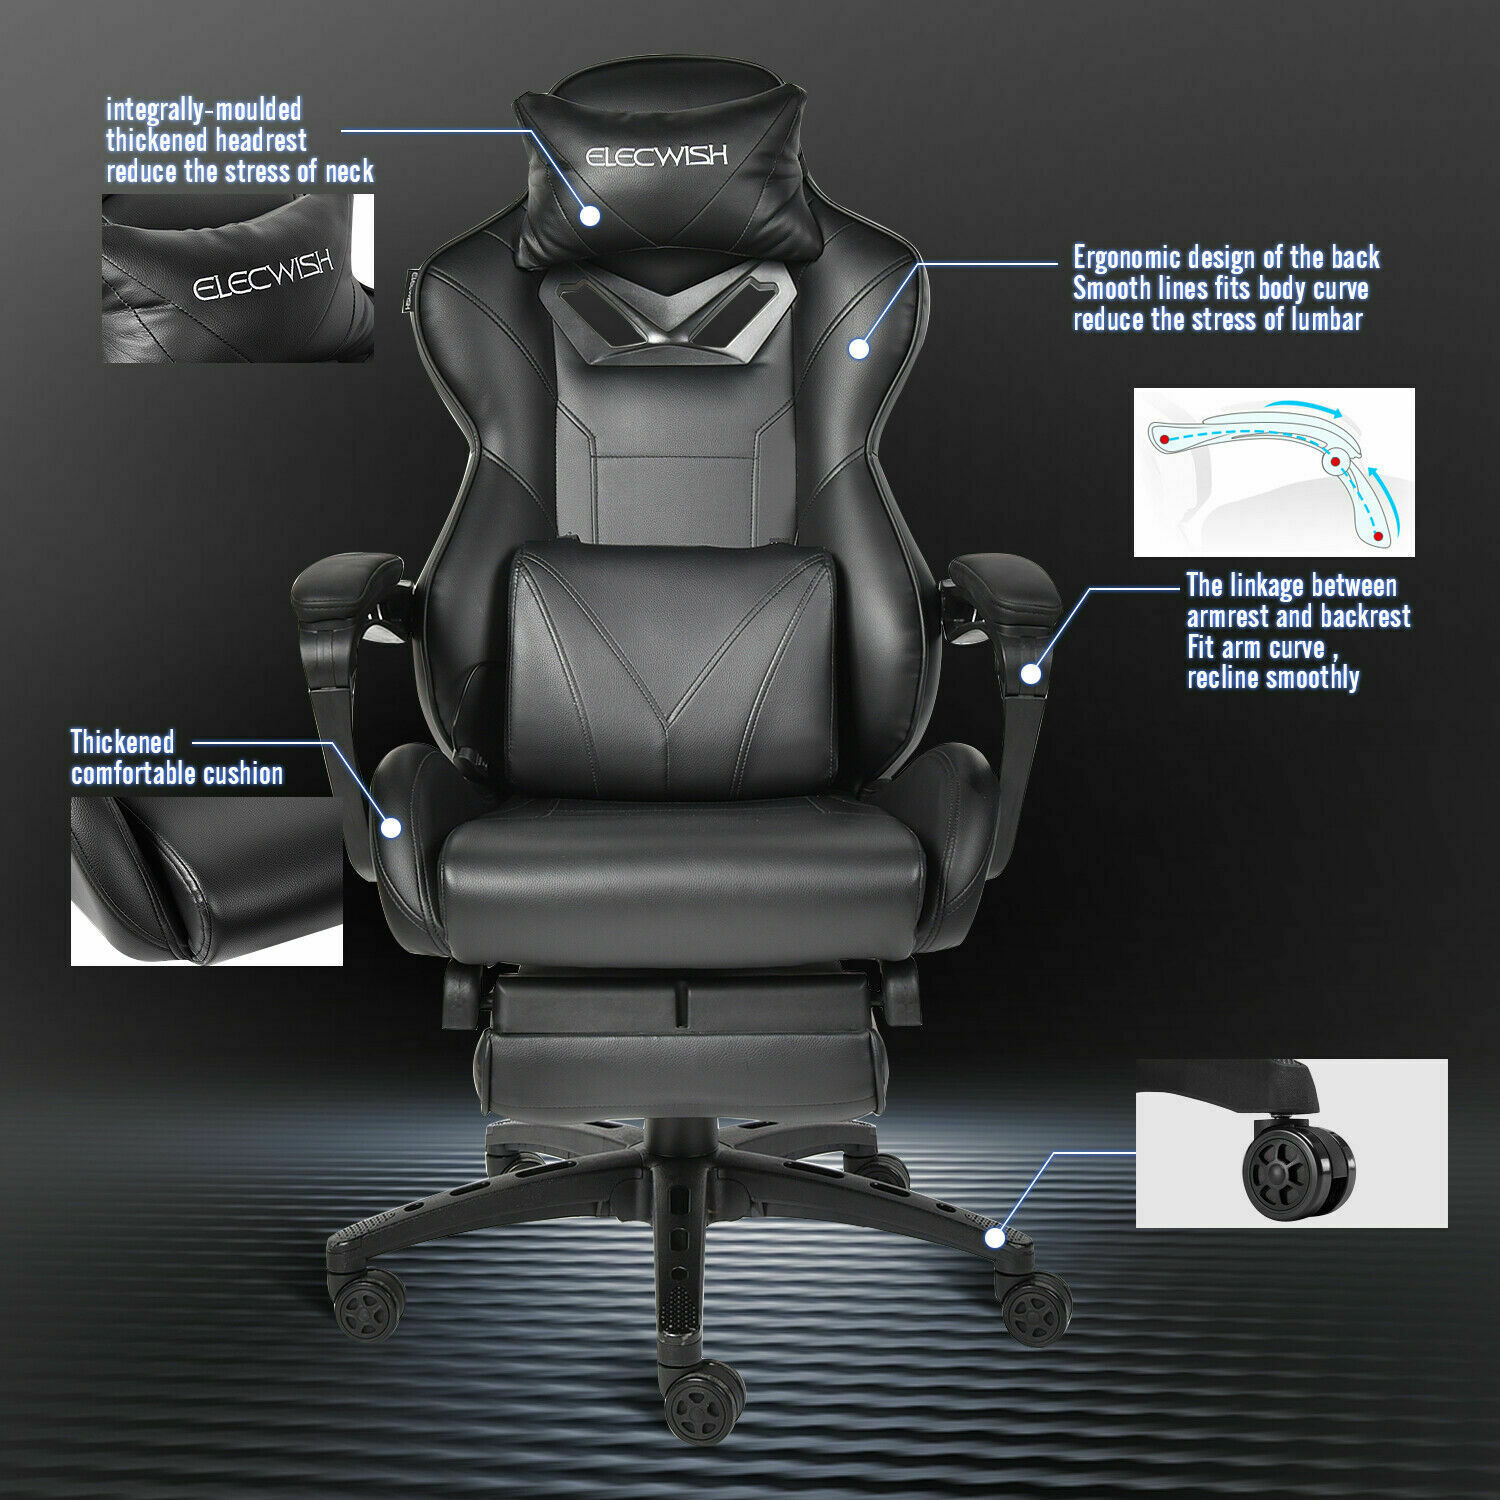 integrally-moulded
thickened headrest
reduce the stress of neck
ELECWISH
ELECWISH
Ergonomic design of the back
Smooth lines fits body curve
reduce the stress of lumbar
The linkage between
armrest and backrest
Fit arm curve ,
recline smoothly
Thickened
comfortable cushion